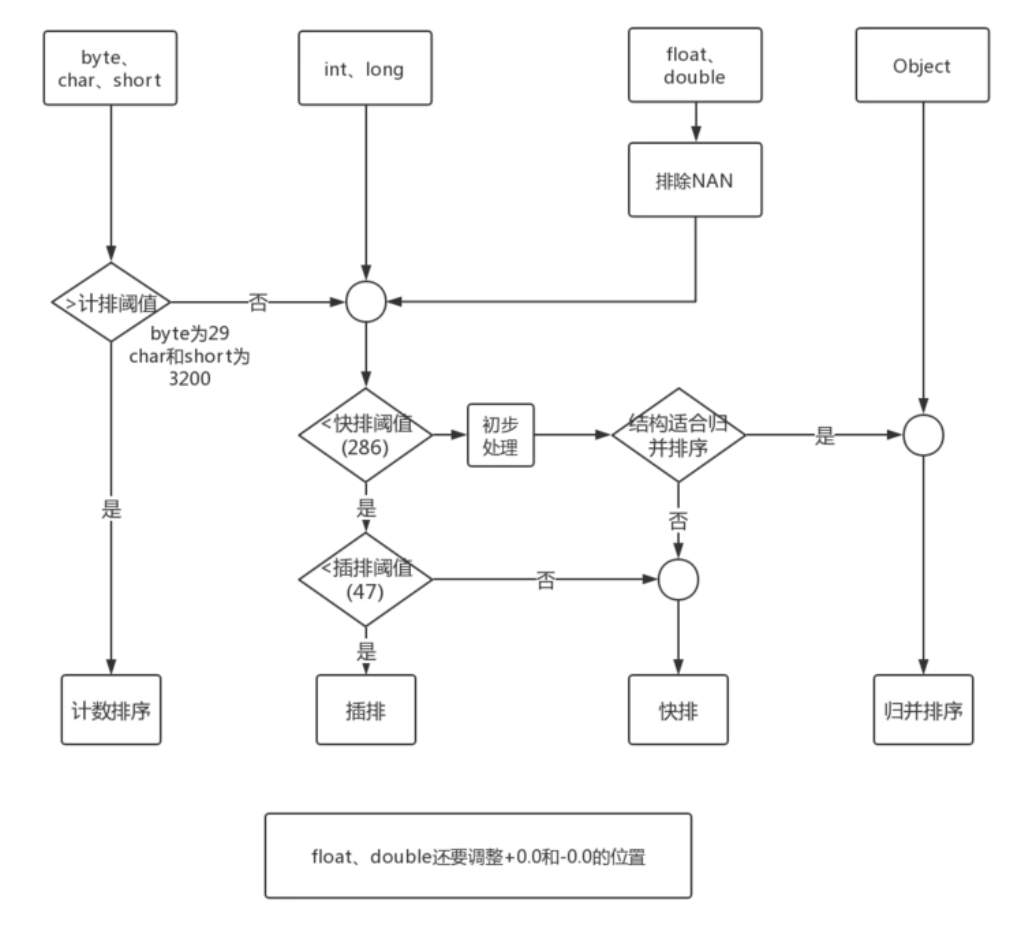 byte、
char、short
int、long
float、
double
Object
排除NAN
>计排阈值
否
byte为29
char和short为
3200
<快排阈值
(286)
初步
处理
结构适合归
并排序
是
是
是
否
<插排阈值
(47)
否
是
计数排序
插排
快排
归并排序
float、double还要调整+0.0和-0.0的位置